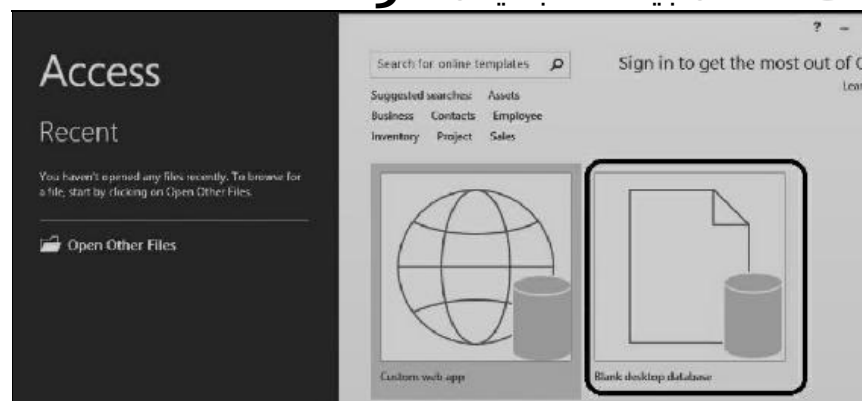 Access
Recent
You haven't opened any files recently. To browse for
a file, start by clicking on Open Other Files.
Open Other Files
? –
Search for online templates
Sign in to get the most out of
Suggested searches: Assets
Business Contacts Employee
Inventory Project Sales
Custom web app
Blank desktop database